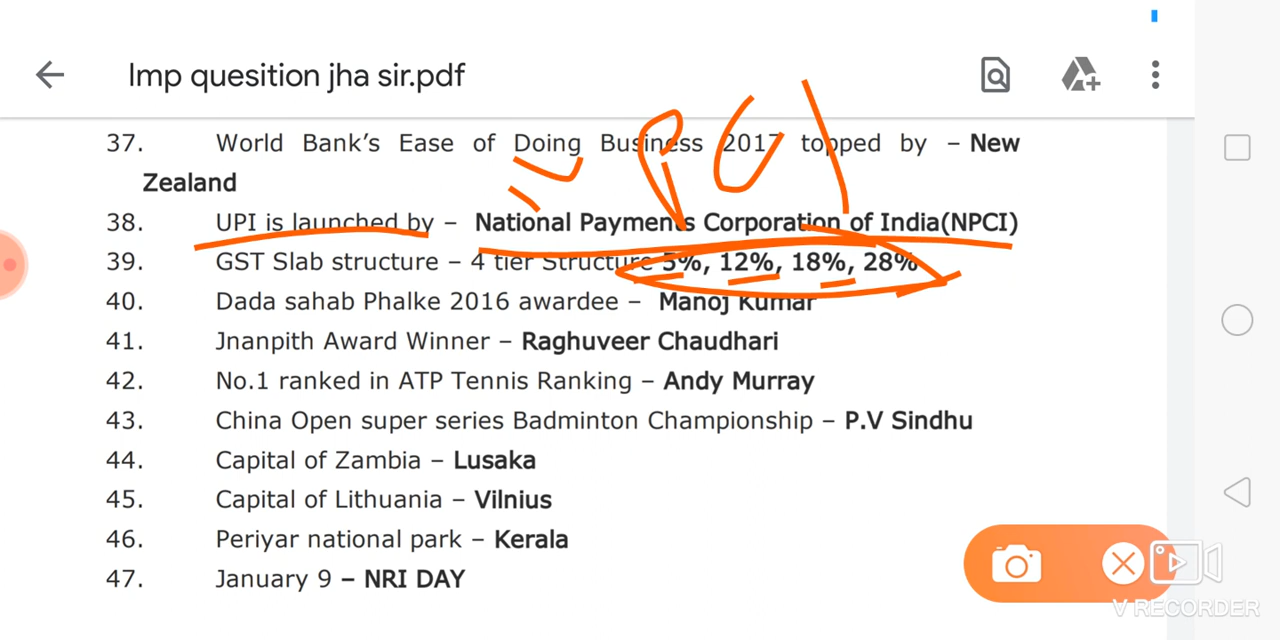 Imp quesition jha sir.pdf
37. World Bank's Ease of Doing Business 2017 topped by – New
Zealand
38. UPI is launched by – National Payments Corporation of India(NPCI)
39. GST Slab structure – 4 tier Structure 5%, 12%, 18%, 28%
40. Dada sahab Phalke 2016 awardee – Manoj Kumar
41. Jnanpith Award Winner – Raghuveer Chaudhari
42. No.1 ranked in ATP Tennis Ranking – Andy Murray
43. China Open super series Badminton Championship – P.V Sindhu
44. Capital of Zambia – Lusaka
45. Capital of Lithuania – Vilnius
46. Periyar national park – Kerala
47. January 9 – NRI DAY
V RECORDER